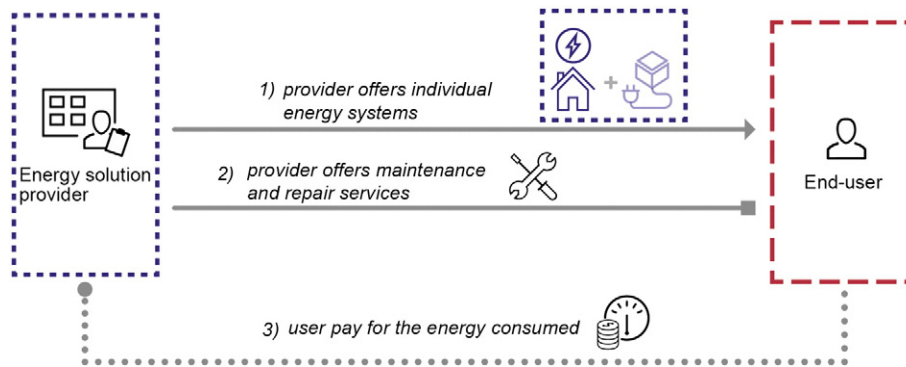 1) provider offers individual
energy systems
Energy solution
provider
2) provider offers maintenance
and repair services
End-user
3) user pay for the energy consumed